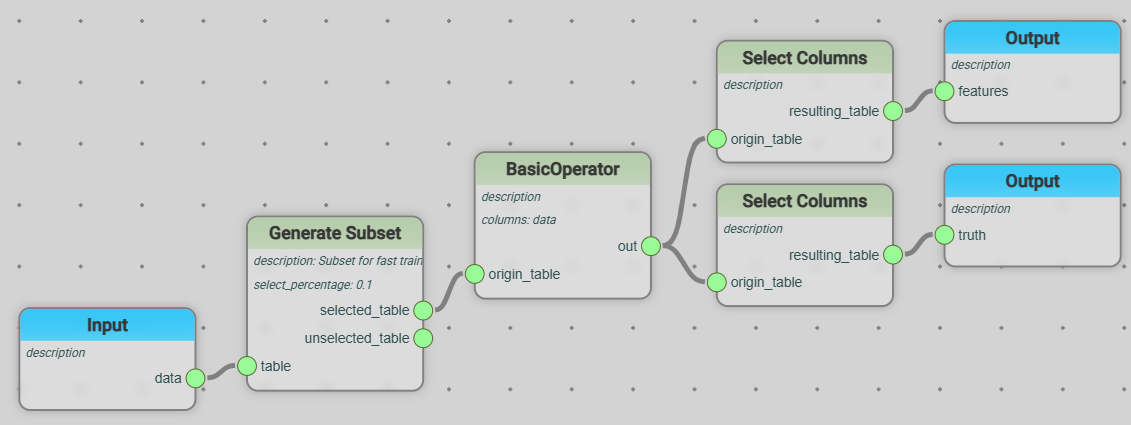 Input
description
data
Generate Subset
description: Subset for fast train
select_percentage: 0.1
selected_table
unselected_table
table
BasicOperator
description
columns: data
out
origin_table
Select Columns
description
resulting_table
origin_table
Select Columns
description
resulting_table
origin_table
Output
description
features
Output
description
truth